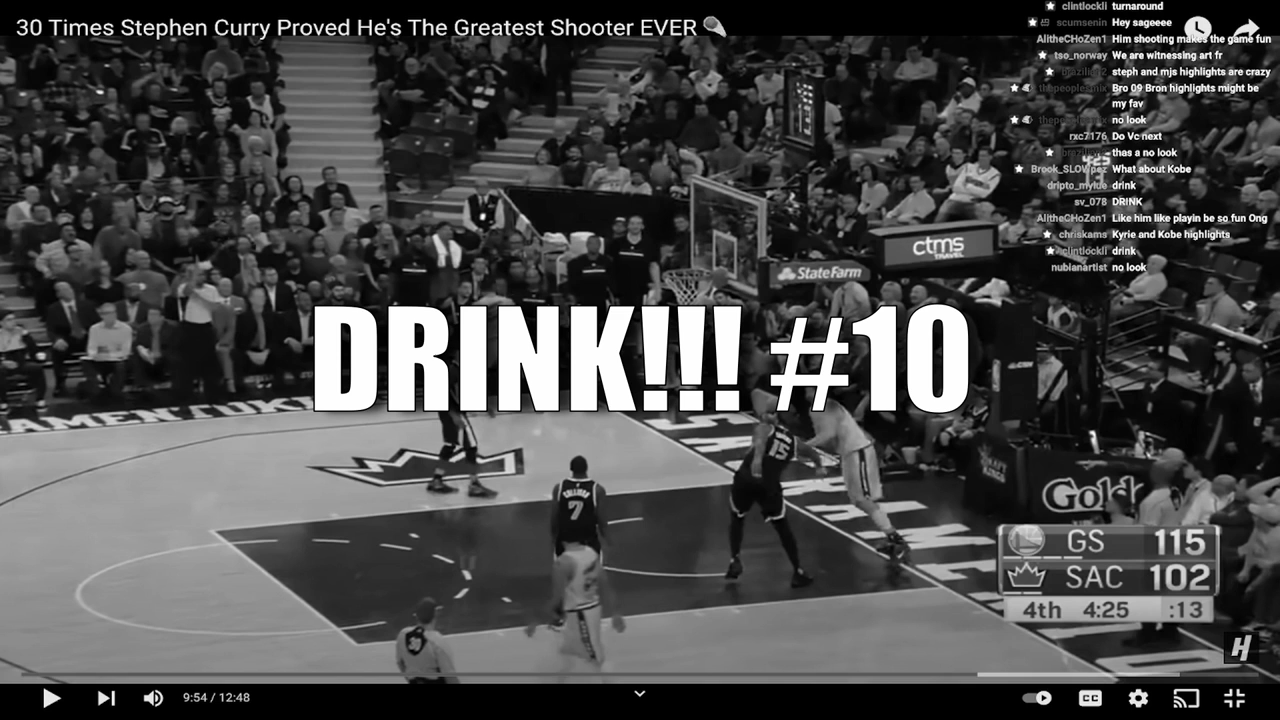 30 Times Stephen Curry Proved He's The Greatest Shooter EVER
clintlockli turnaround
scumsenin Hey sageeee
AlitheCHoZen1 Him shooting makes the game fun
tso_norway We are witnessing art fr
steph and mjs highlights are crazy
thepeoplesmix Bro 09 Bron highlights might be
my fav
no look
rxc7176 Do Vc next
thas a no look
What about Kobe
drink
sv_078 DRINK
AlitheCHoZen1 Like him like playin be so fun Ong
chriskams Kyrie and Kobe highlights
clintlockli drink
nubianartist no look
ctms
TRAVEL
StateFarm
DRINK!!! #10
15
7
Gold
GS 115
SAC 102
4th 4:25 :13
H
9:54 / 12:48
CC